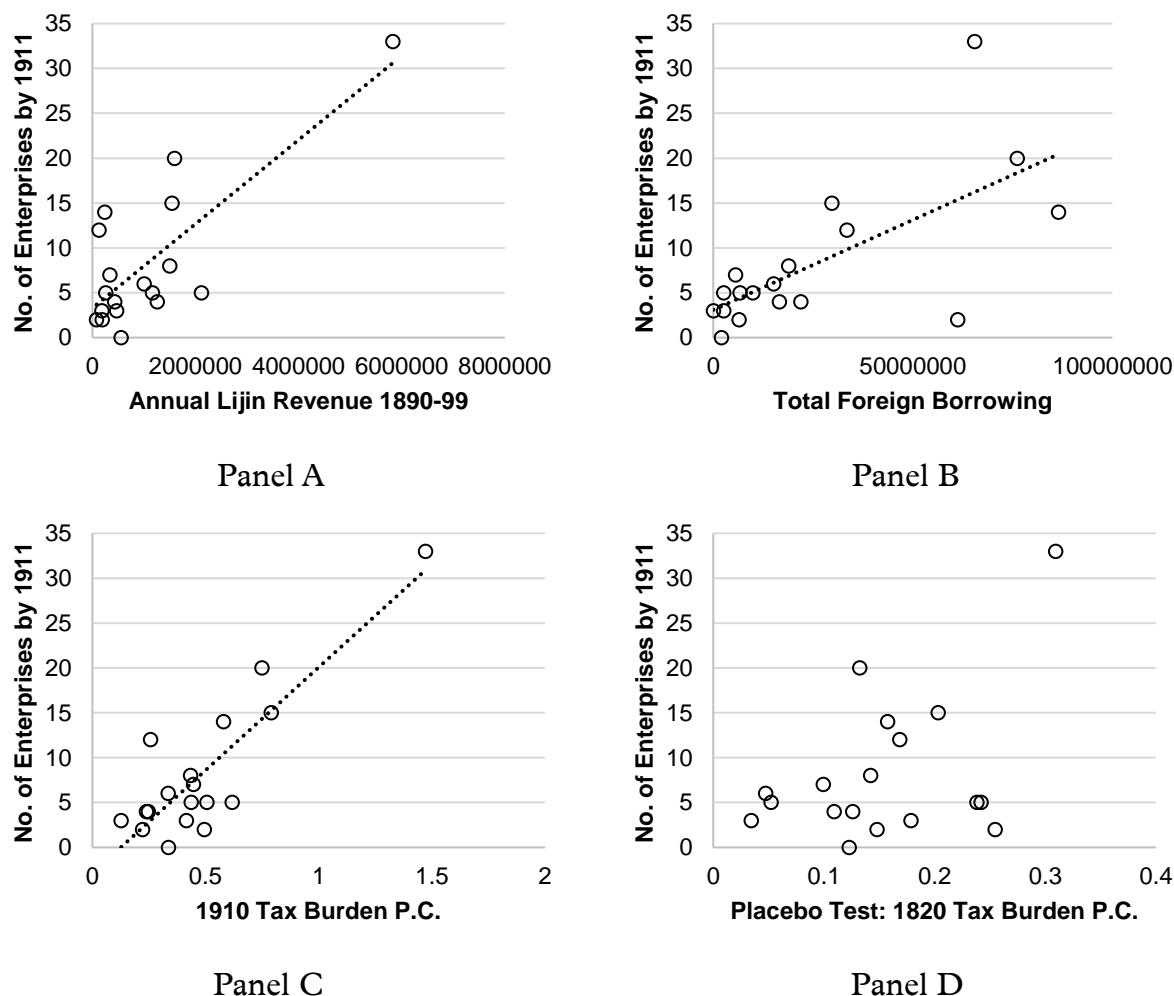 No. of Enterprises by 1911
35
30
25
20
15
10
5
0
0 2000000 4000000 6000000 8000000
Annual Lijin Revenue 1890-99
Panel A
No. of Enterprises by 1911
35
30
25
20
15
10
5
0
0 500000000 1000000000
Total Foreign Borrowing
Panel B
No. of Enterprises by 1911
35
30
25
20
15
10
5
0
0 0.5 1 1.5 2
1910 Tax Burden P.C.
Panel C
No. of Enterprises by 1911
35
30
25
20
15
10
5
0
0 0.1 0.2 0.3 0.4
Placebo Test: 1820 Tax Burden P.C.
Panel D